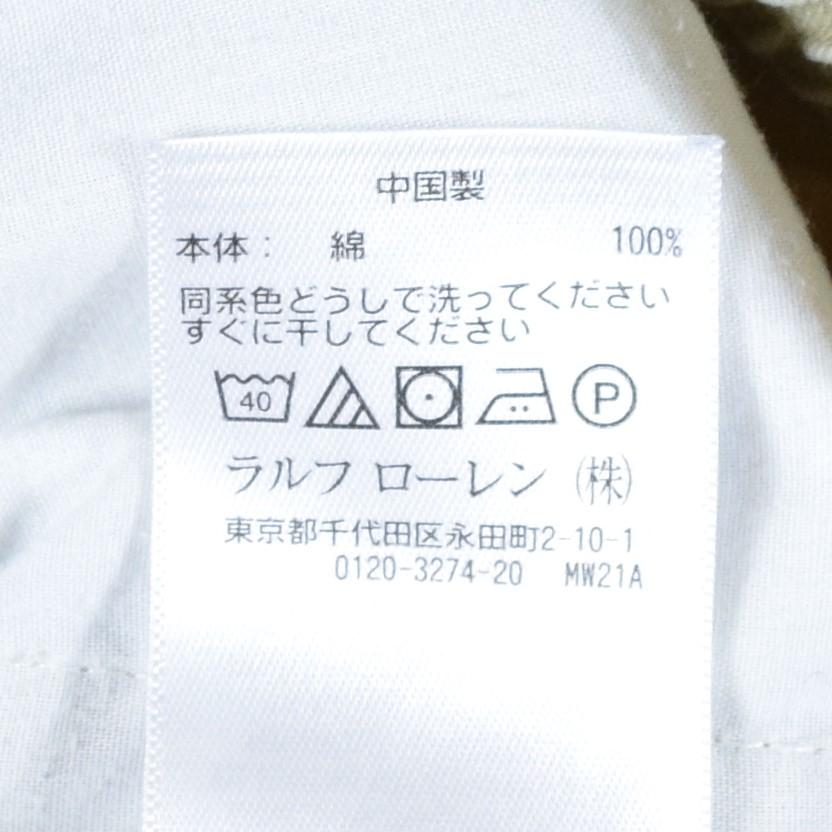 中国製
本体： 綿 100%
同系色どうしで洗ってください
すぐに干してください
40 P
ラルフ ローレン ㈱
東京都千代田区永田町2-10-1
0120-3274-20 MW21A